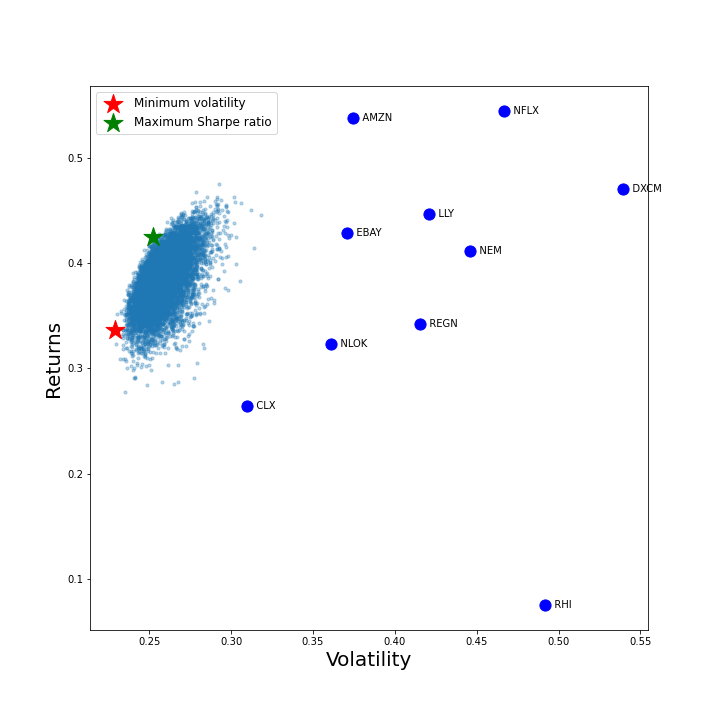 Minimum volatility
Maximum Sharpe ratio
AMZN
NFLX
DXCM
LLY
EBAY
NEM
REGN
NLOK
CLX
RHI
0.5
0.4
0.3
0.2
0.1
Returns
0.25 0.30 0.35 0.40 0.45 0.50 0.55
Volatility